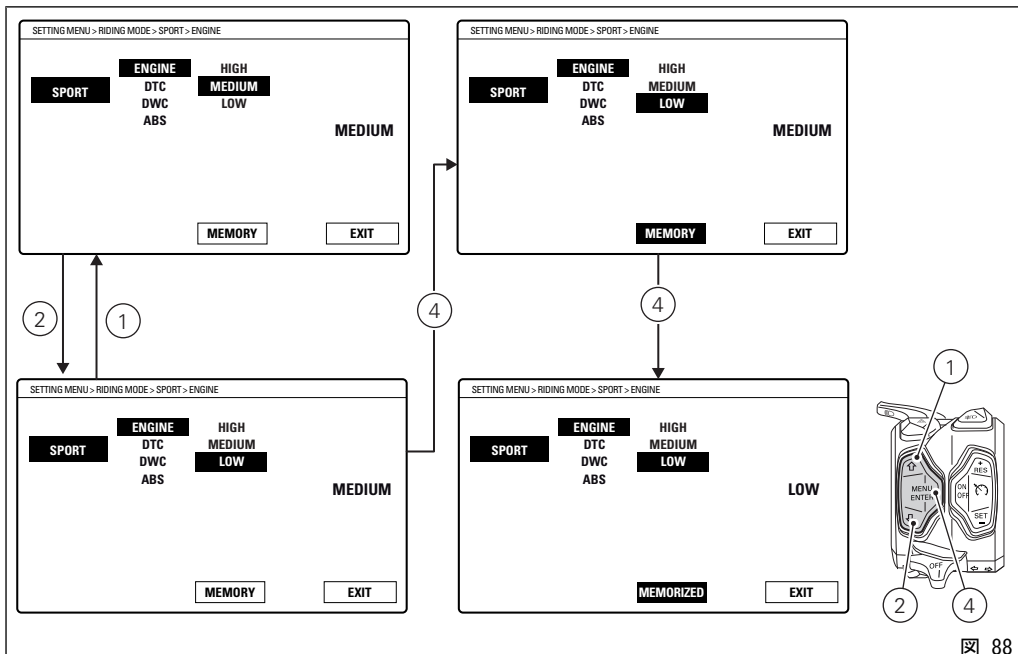 SETTING MENU > RIDING MODE > SPORT > ENGINE
ENGINE HIGH
SPORT DTC MEDIUM
DWC LOW
ABS
MEDIUM
MEMORY EXIT
SETTING MENU > RIDING MODE > SPORT > ENGINE
ENGINE HIGH
SPORT DTC MEDIUM
DWC LOW
ABS
MEDIUM
MEMORY EXIT
2
1
4
4
SETTING MENU > RIDING MODE > SPORT > ENGINE
ENGINE HIGH
SPORT DTC MEDIUM
DWC LOW
ABS
MEDIUM
MEMORY EXIT
SETTING MENU > RIDING MODE > SPORT > ENGINE
ENGINE HIGH
SPORT DTC MEDIUM
DWC LOW
ABS
LOW
MEMORIZED EXIT
1
+
RES
MENU
ENTER
ON
OFF
SET
−
OFF
2
4
図 88